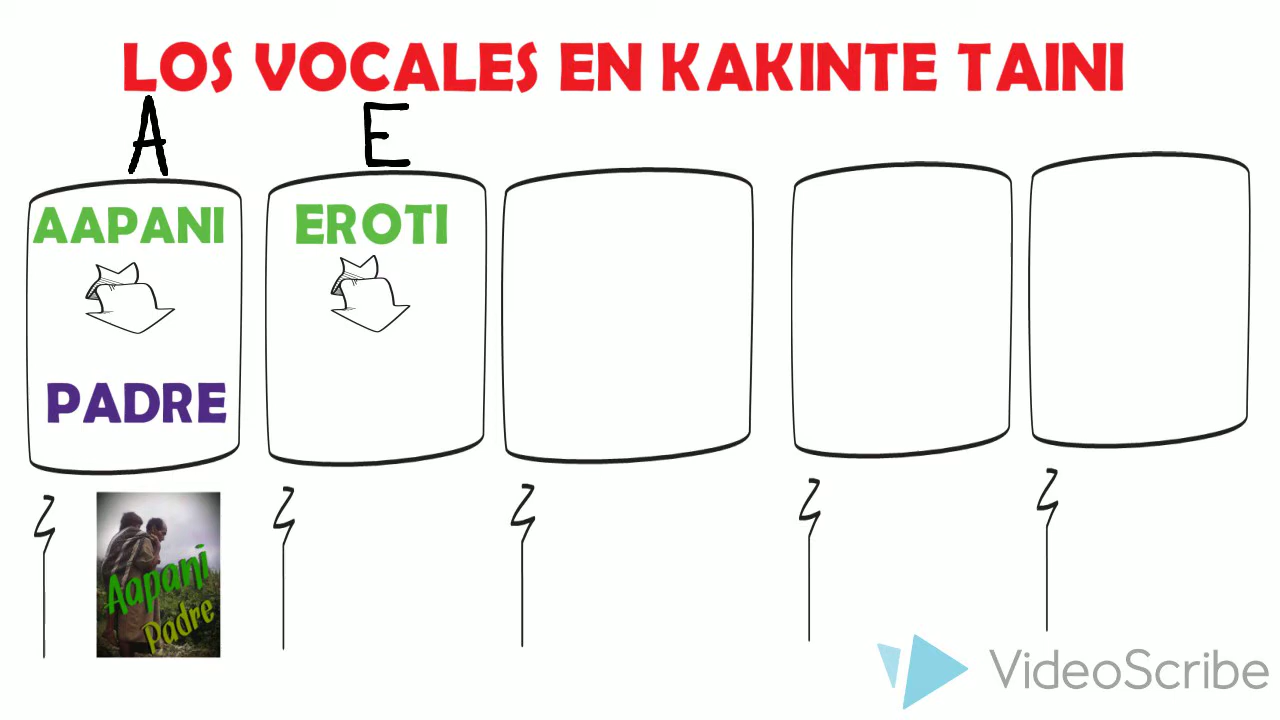 LOS VOCALES EN KAKINTE TAINI
A
E
AAPANI
EROTI
PADRE
Aapani
Padre
VideoScribe